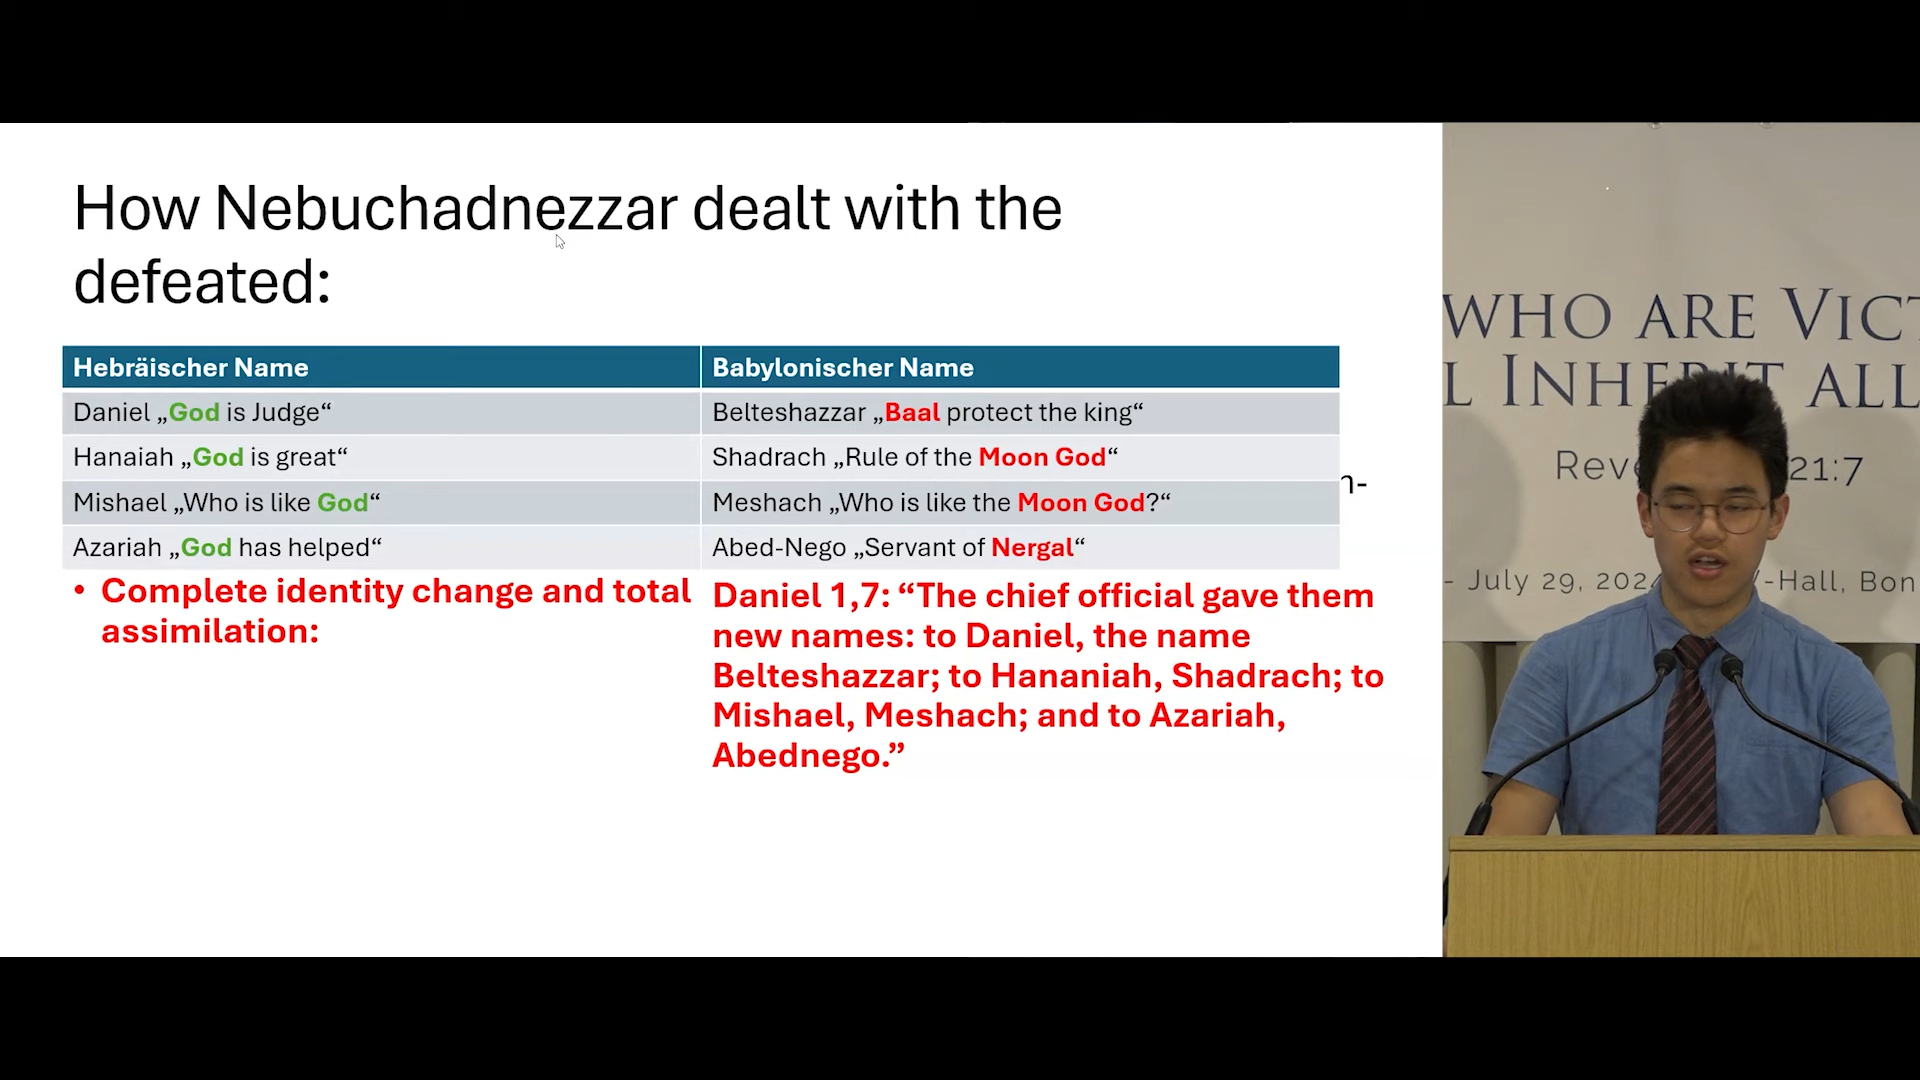 How Nebuchadnezzar dealt with the
defeated:
Hebräischer Name
Babylonischer Name
Daniel „God is Judge“
Belteshazzar „Baal protect the king“
Hanaiah „God is great“
Shadrach „Rule of the Moon God“
Mishael „Who is like God“
Meshach „Who is like the Moon God?“
Azariah „God has helped“
Abed-Nego „Servant of Nergal“
• Complete identity change and total
assimilation:
Daniel 1,7: “The chief official gave them
new names: to Daniel, the name
Belteshazzar; to Hananiah, Shadrach; to
Mishael, Meshach; and to Azariah,
Abednego.”
WHO ARE VICT
L INHERIT ALL
21:7
- July 29,
-Hall, Bon